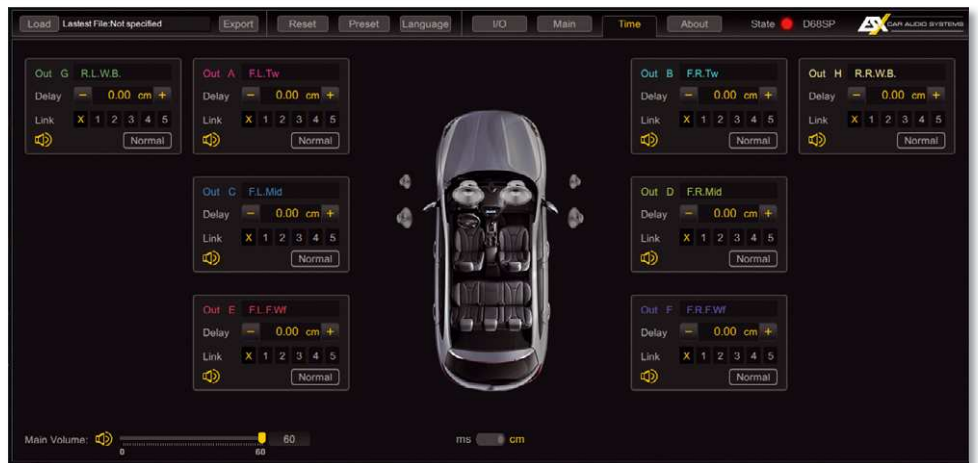 Load Lastest File:Not specified Export Reset Preset Language I/O Main Time About State D68SP ESX CAR AUDIO SYSTEMS
Out G R.L.W.B.
Delay − 0.00 cm +
Link X 1 2 3 4 5
Normal
Out A F.L.Tw
Delay − 0.00 cm +
Link X 1 2 3 4 5
Normal
Out B F.R.Tw
Delay − 0.00 cm +
Link X 1 2 3 4 5
Normal
Out H R.R.W.B.
Delay − 0.00 cm +
Link X 1 2 3 4 5
Normal
Out C F.L.Mid
Delay − 0.00 cm +
Link X 1 2 3 4 5
Normal
Out D F.R.Mid
Delay − 0.00 cm +
Link X 1 2 3 4 5
Normal
Out E F.L.F.Wf
Delay − 0.00 cm +
Link X 1 2 3 4 5
Normal
Out F F.R.F.Wf
Delay − 0.00 cm +
Link X 1 2 3 4 5
Normal
Main Volume: 60
0 60
ms cm